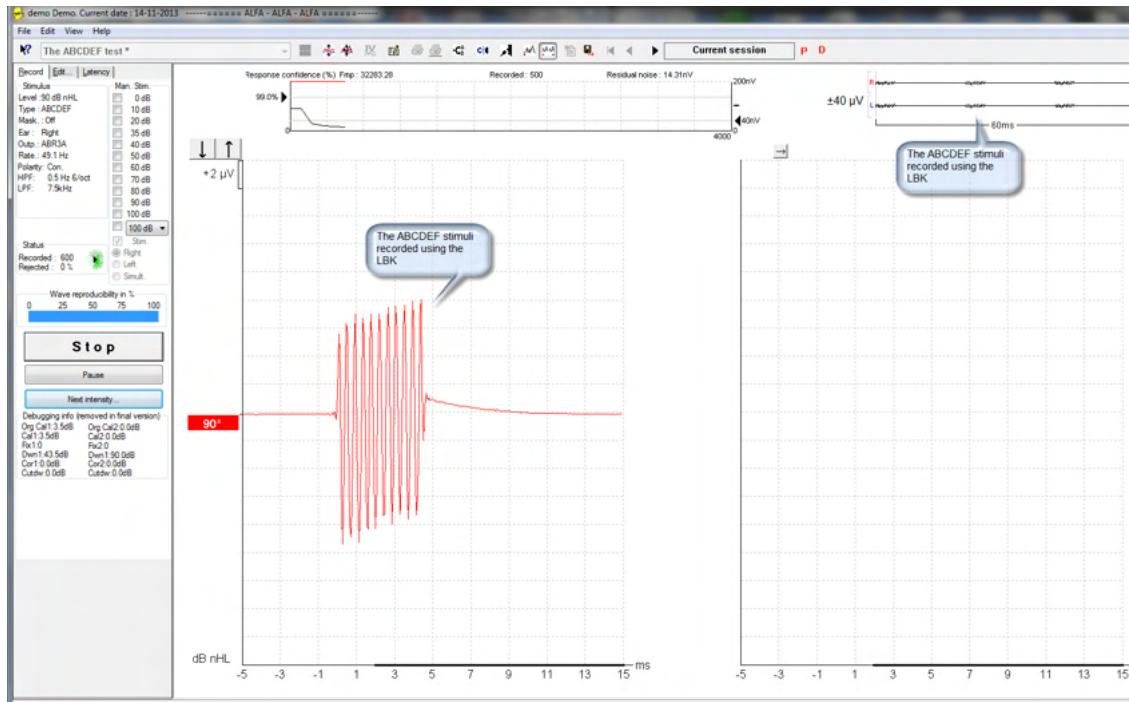 demo Demo. Current date : 14-11-2013 ------====== ALFA - ALFA - ALFA ======------
File Edit View Help
The ABCDEF test *
Current session
P D
Record Edit... Latency
Stimulus
Level :90 dB nHL
Type : ABCDEF
Mask. : Off
Ear : Right
Outp.: ABR3A
Rate.: 49.1 Hz
Polarity: Con.
HPF: 0.5 Hz 6/oct
LPF: 7.5kHz
Man. Stim.
0 dB
10 dB
20 dB
35 dB
40 dB
50 dB
60 dB
70 dB
80 dB
90 dB
100 dB
100 dB
Stim.
Right
Left
Simult.
Status
Recorded : 600
Rejected : 0 %
Wave reproducibility in %
0 25 50 75 100
Stop
Pause
Next intensity...
Debugging info (removed in final version)
Org Cal1:3.5dB Org Cal2:0.0dB
Cal1:3.5dB Cal2:0.0dB
Fix1:0 Fix2:0
Dwn1:43.5dB Dwn1:90.0dB
Cor1:0.0dB Cor2:0.0dB
Cutdw:0.0dB Cutdw:0.0dB
Response confidence (%) Fmp : 32283.28 Recorded : 500 Residual noise : 14.31nV
200nV
99.0%
40nV
0 0
4000
±40 µV
R
L
60ms
The ABCDEF stimuli
recorded using the
LBK
+2 µV
The ABCDEF stimuli
recorded using the
LBK
90*
dB nHL
ms
-5 -3 -1 1 3 5 7 9 11 13 15
-5 -3 -1 1 3 5 7 9 11 13 15